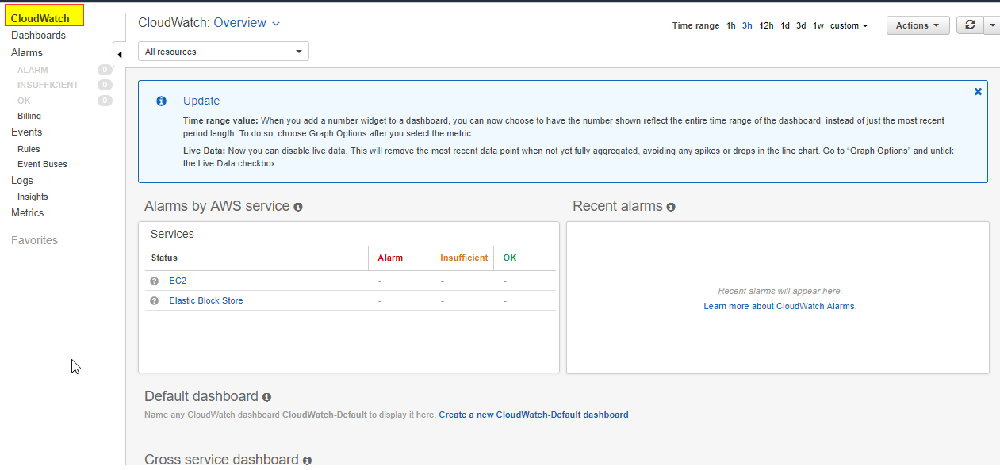 CloudWatch
Dashboards
Alarms
ALARM 0
INSUFFICIENT 0
OK 0
Billing
Events
Rules
Event Buses
Logs
Insights
Metrics
Favorites
CloudWatch: Overview
Time range 1h 3h 12h 1d 3d 1w custom
Actions
All resources
Update
Time range value: When you add a number widget to a dashboard, you can now choose to have the number shown reflect the entire time range of the dashboard, instead of just the most recent
period length. To do so, choose Graph Options after you select the metric.
Live Data: Now you can disable live data. This will remove the most recent data point when not yet fully aggregated, avoiding any spikes or drops in the line chart. Go to “Graph Options” and untick
the Live Data checkbox.
Alarms by AWS service
Services
Status Alarm Insufficient OK
EC2 - - -
Elastic Block Store - - -
Recent alarms
Recent alarms will appear here.
Learn more about CloudWatch Alarms.
Default dashboard
Name any CloudWatch dashboard CloudWatch-Default to display it here. Create a new CloudWatch-Default dashboard
Cross service dashboard